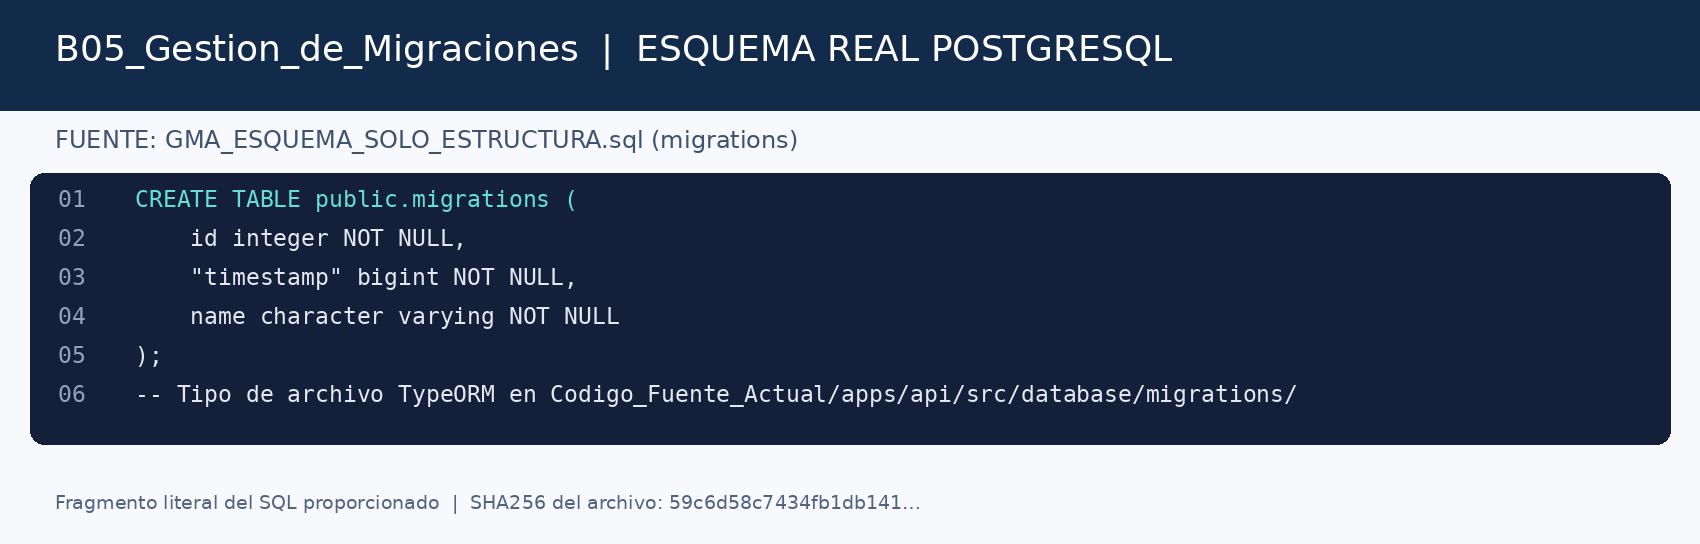 B05_Gestion_de_Migraciones | ESQUEMA REAL POSTGRESQL
FUENTE: GMA_ESQUEMA_SOLO_ESTRUCTURA.sql (migrations)
01 CREATE TABLE public.migrations (
02 id integer NOT NULL,
03 "timestamp" bigint NOT NULL,
04 name character varying NOT NULL
05 );
06 -- Tipo de archivo TypeORM en Codigo_Fuente_Actual/apps/api/src/database/migrations/
Fragmento literal del SQL proporcionado | SHA256 del archivo: 59c6d58c7434fb1db141...